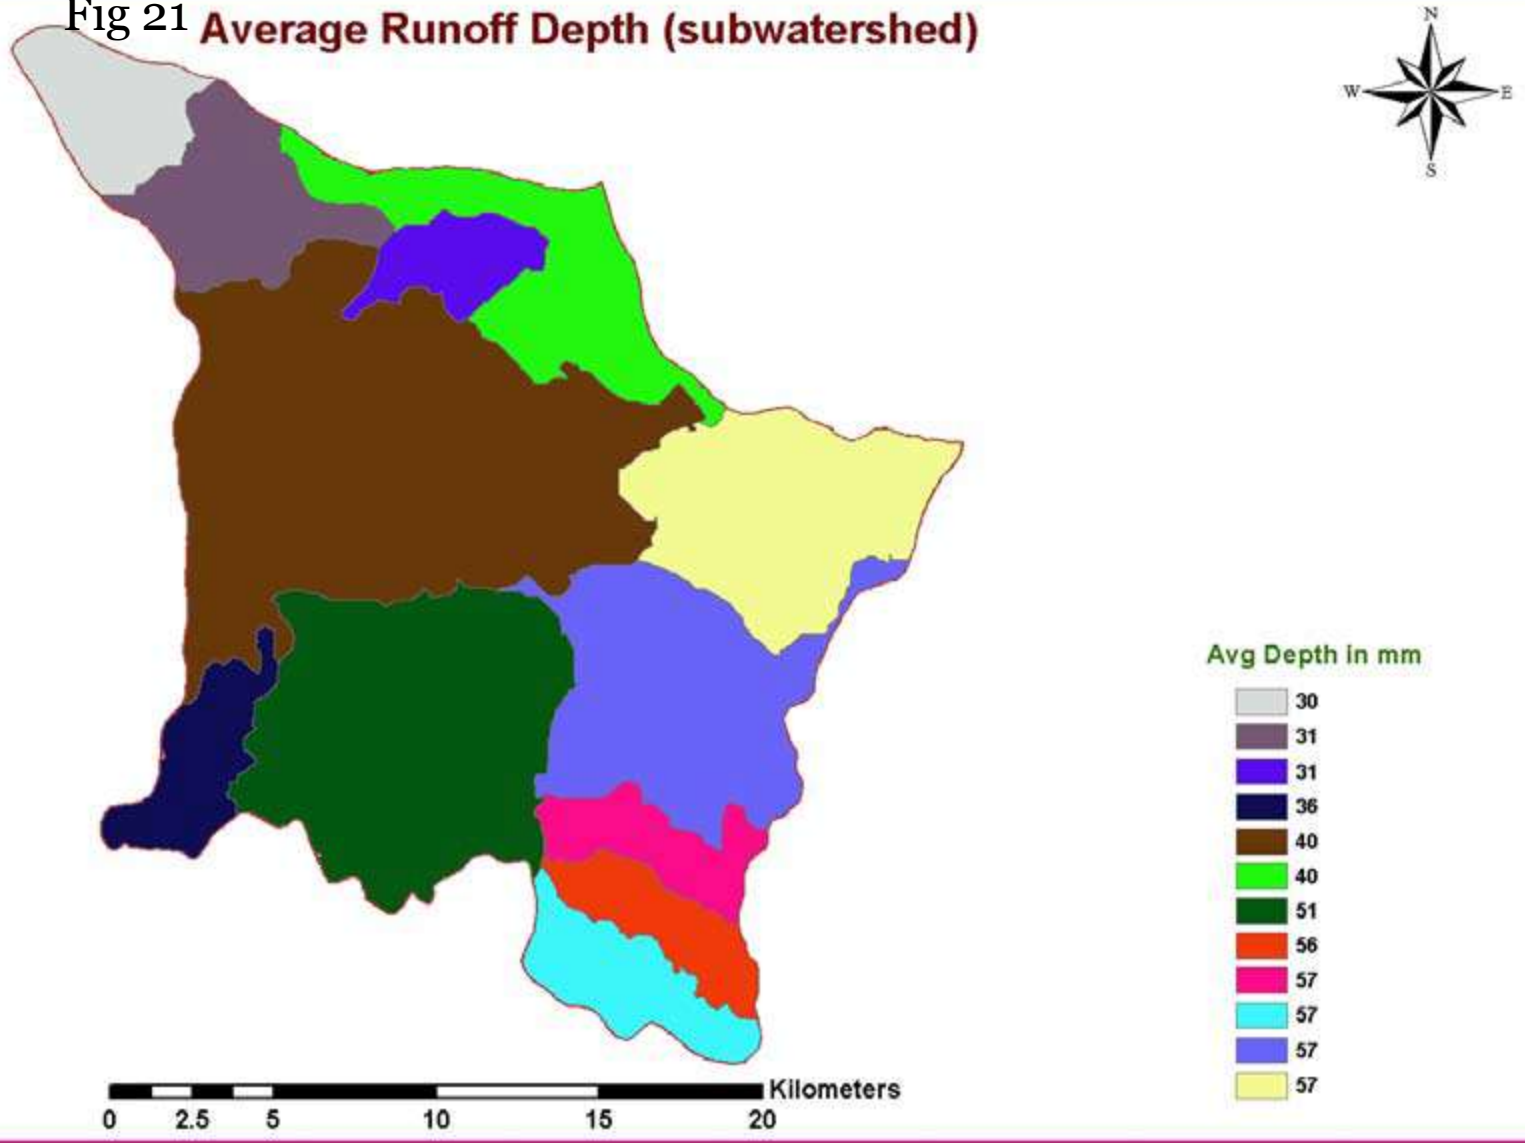 Fig 21
Average Runoff Depth (subwatershed)
N
W
E
S
Avg Depth in mm
30
31
31
36
40
40
51
56
57
57
57
57
Kilometers
0 2.5 5 10 15 20